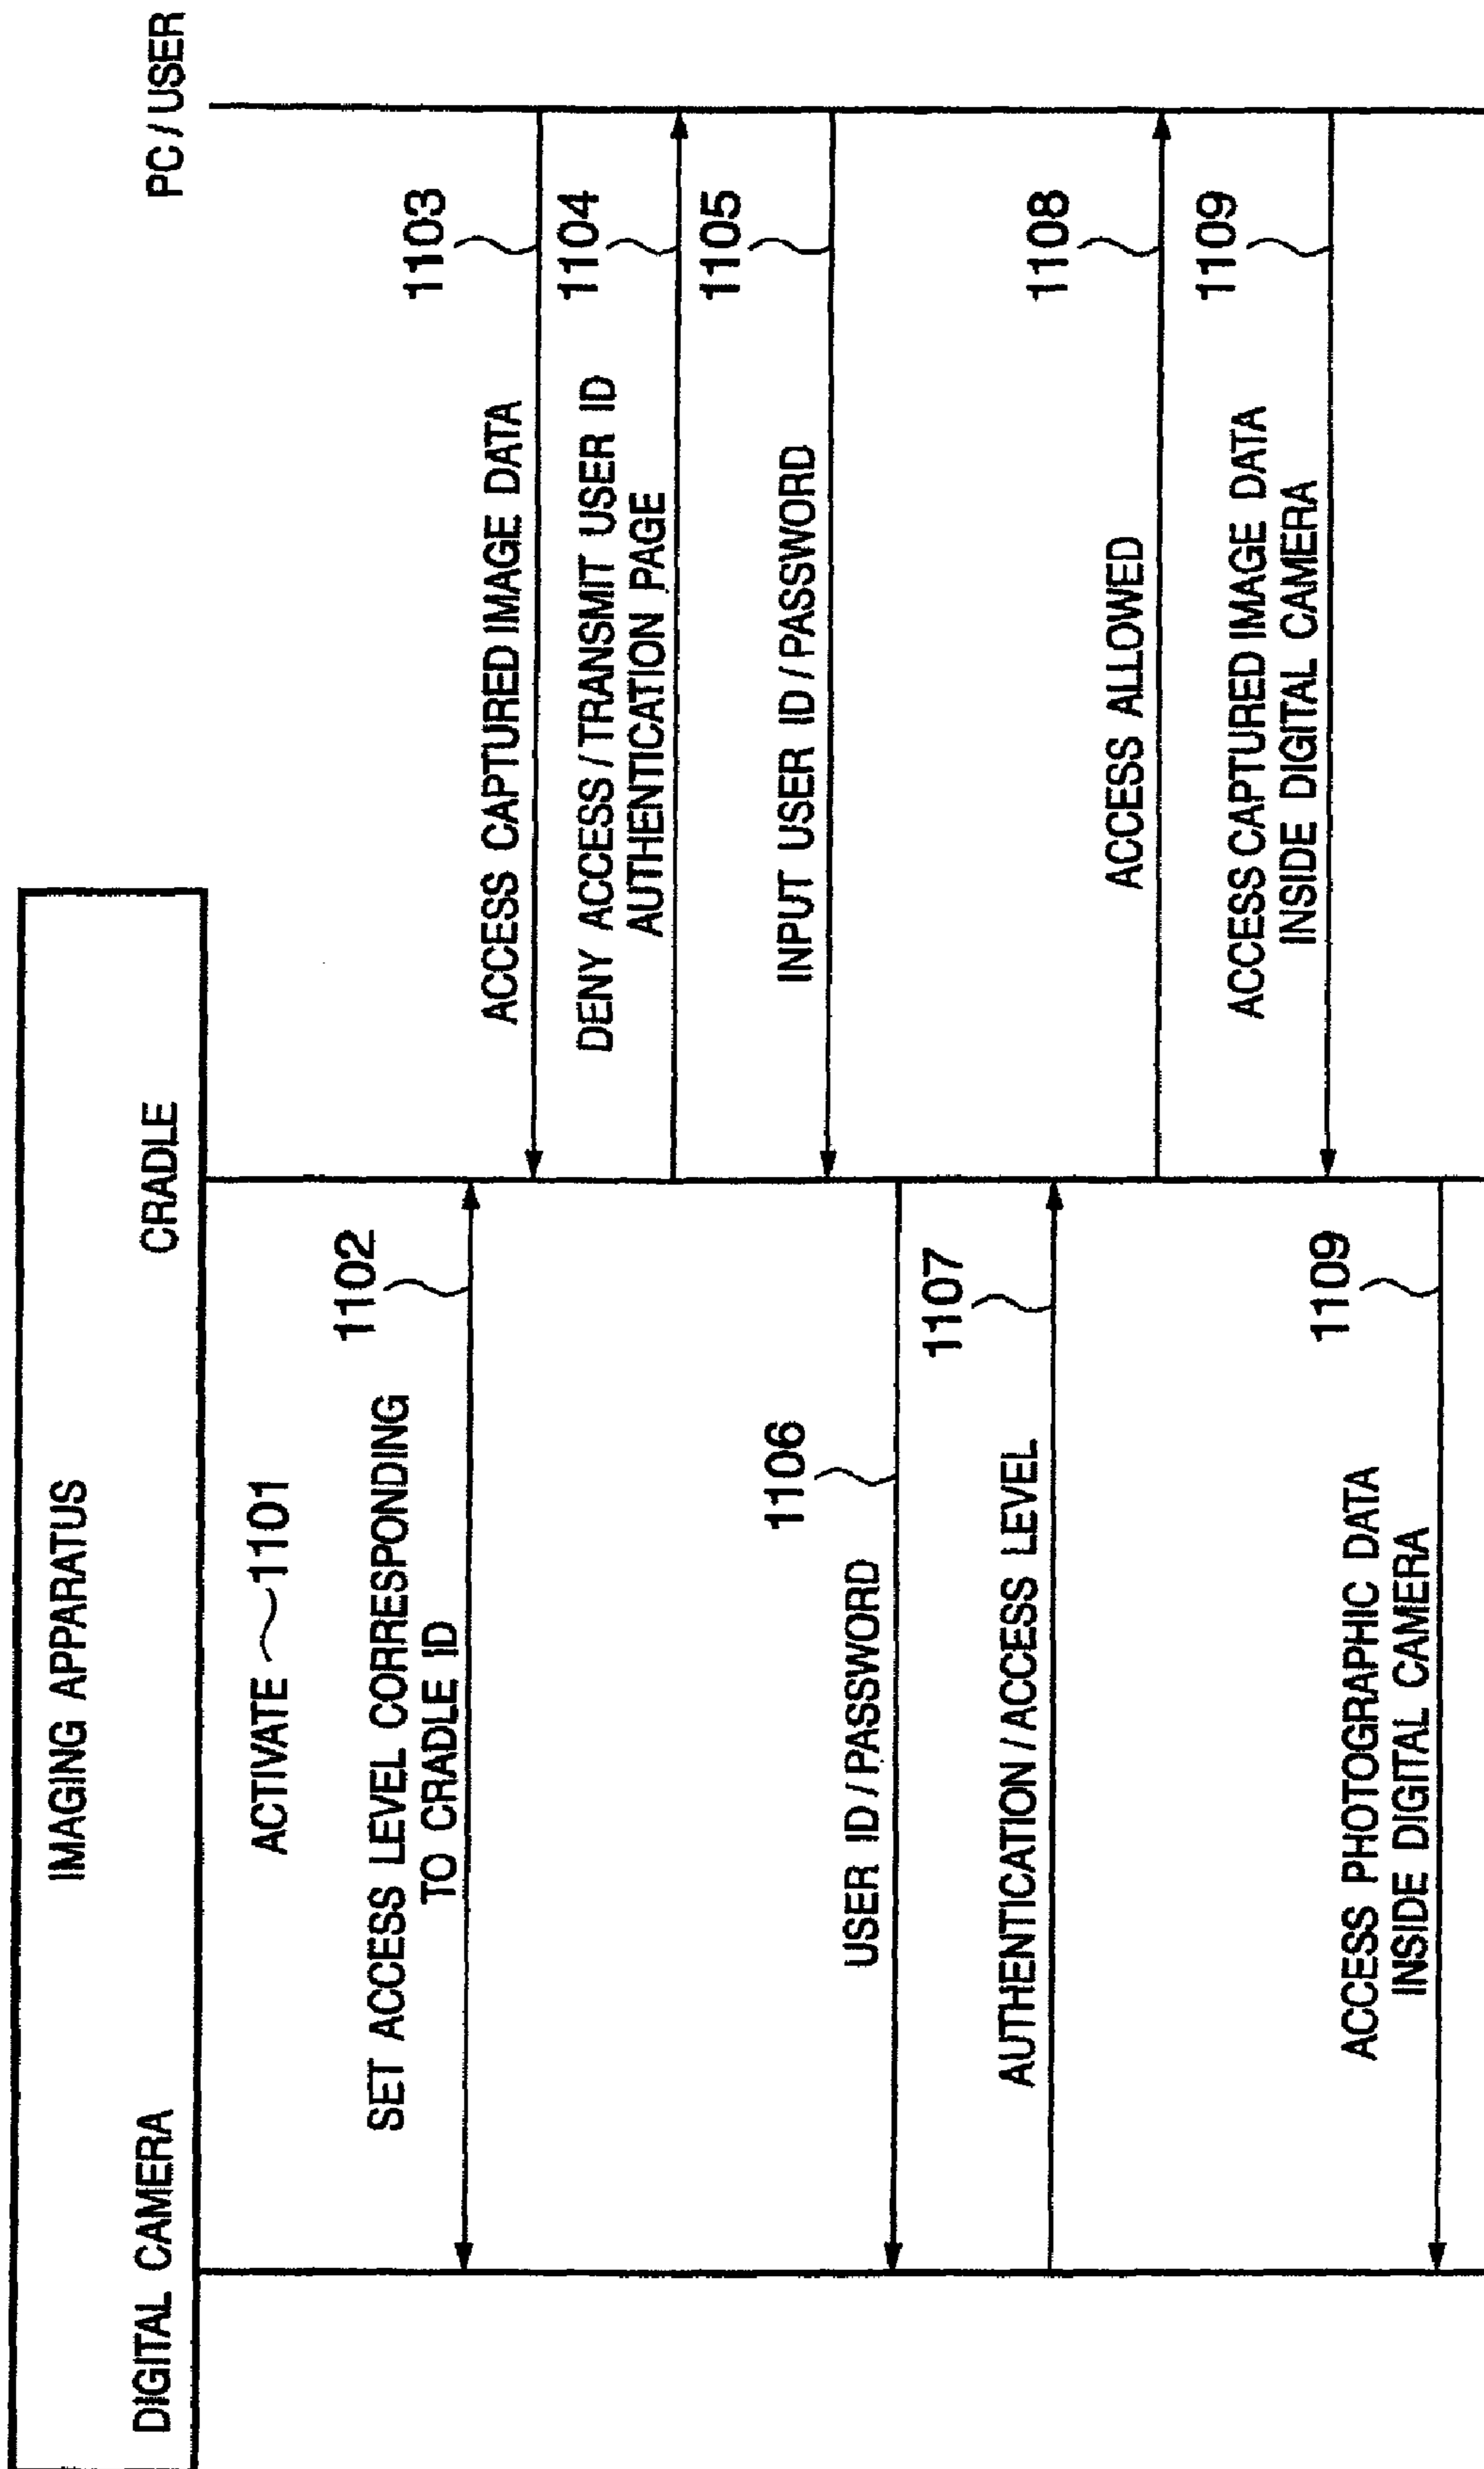 IMAGING APPARATUS
DIGITAL CAMERA
CRADLE
PC / USER
ACTIVATE
1101
SET ACCESS LEVEL CORRESPONDING
TO CRADLE ID
1102
ACCESS CAPTURED IMAGE DATA
1103
DENY ACCESS / TRANSMIT USER ID
AUTHENTICATION PAGE
1104
INPUT USER ID / PASSWORD
1105
USER ID / PASSWORD
1106
AUTHENTICATION / ACCESS LEVEL
1107
ACCESS ALLOWED
1108
ACCESS CAPTURED IMAGE DATA
INSIDE DIGITAL CAMERA
1109
ACCESS PHOTOGRAPHIC DATA
INSIDE DIGITAL CAMERA
1109